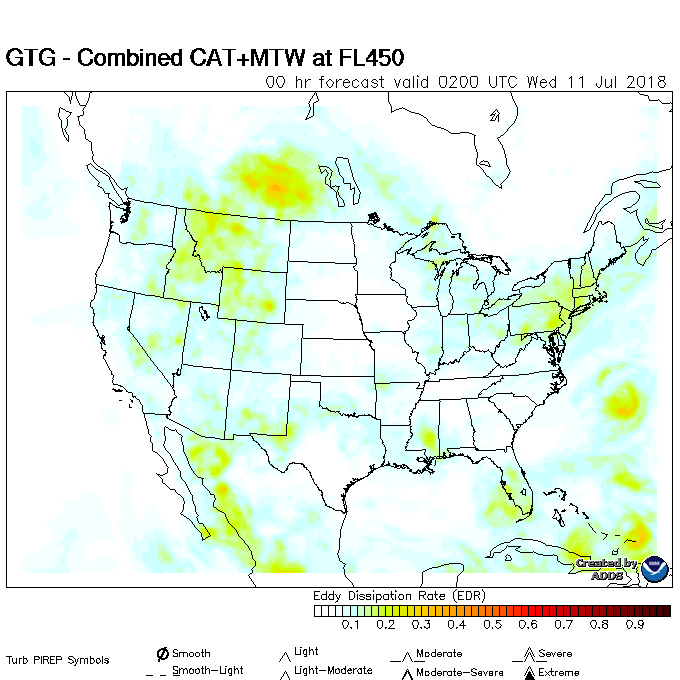 GTG - Combined CAT+MTW at FL450
00 hr forecast valid 0200 UTC Wed 11 Jul 2018
Created by
ADDS
Eddy Dissipation Rate (EDR)
0.1 0.2 0.3 0.4 0.5 0.6 0.7 0.8 0.9
Turb PIREP Symbols
Smooth Light Moderate Severe
Smooth-Light Light-Moderate Moderate-Severe Extreme